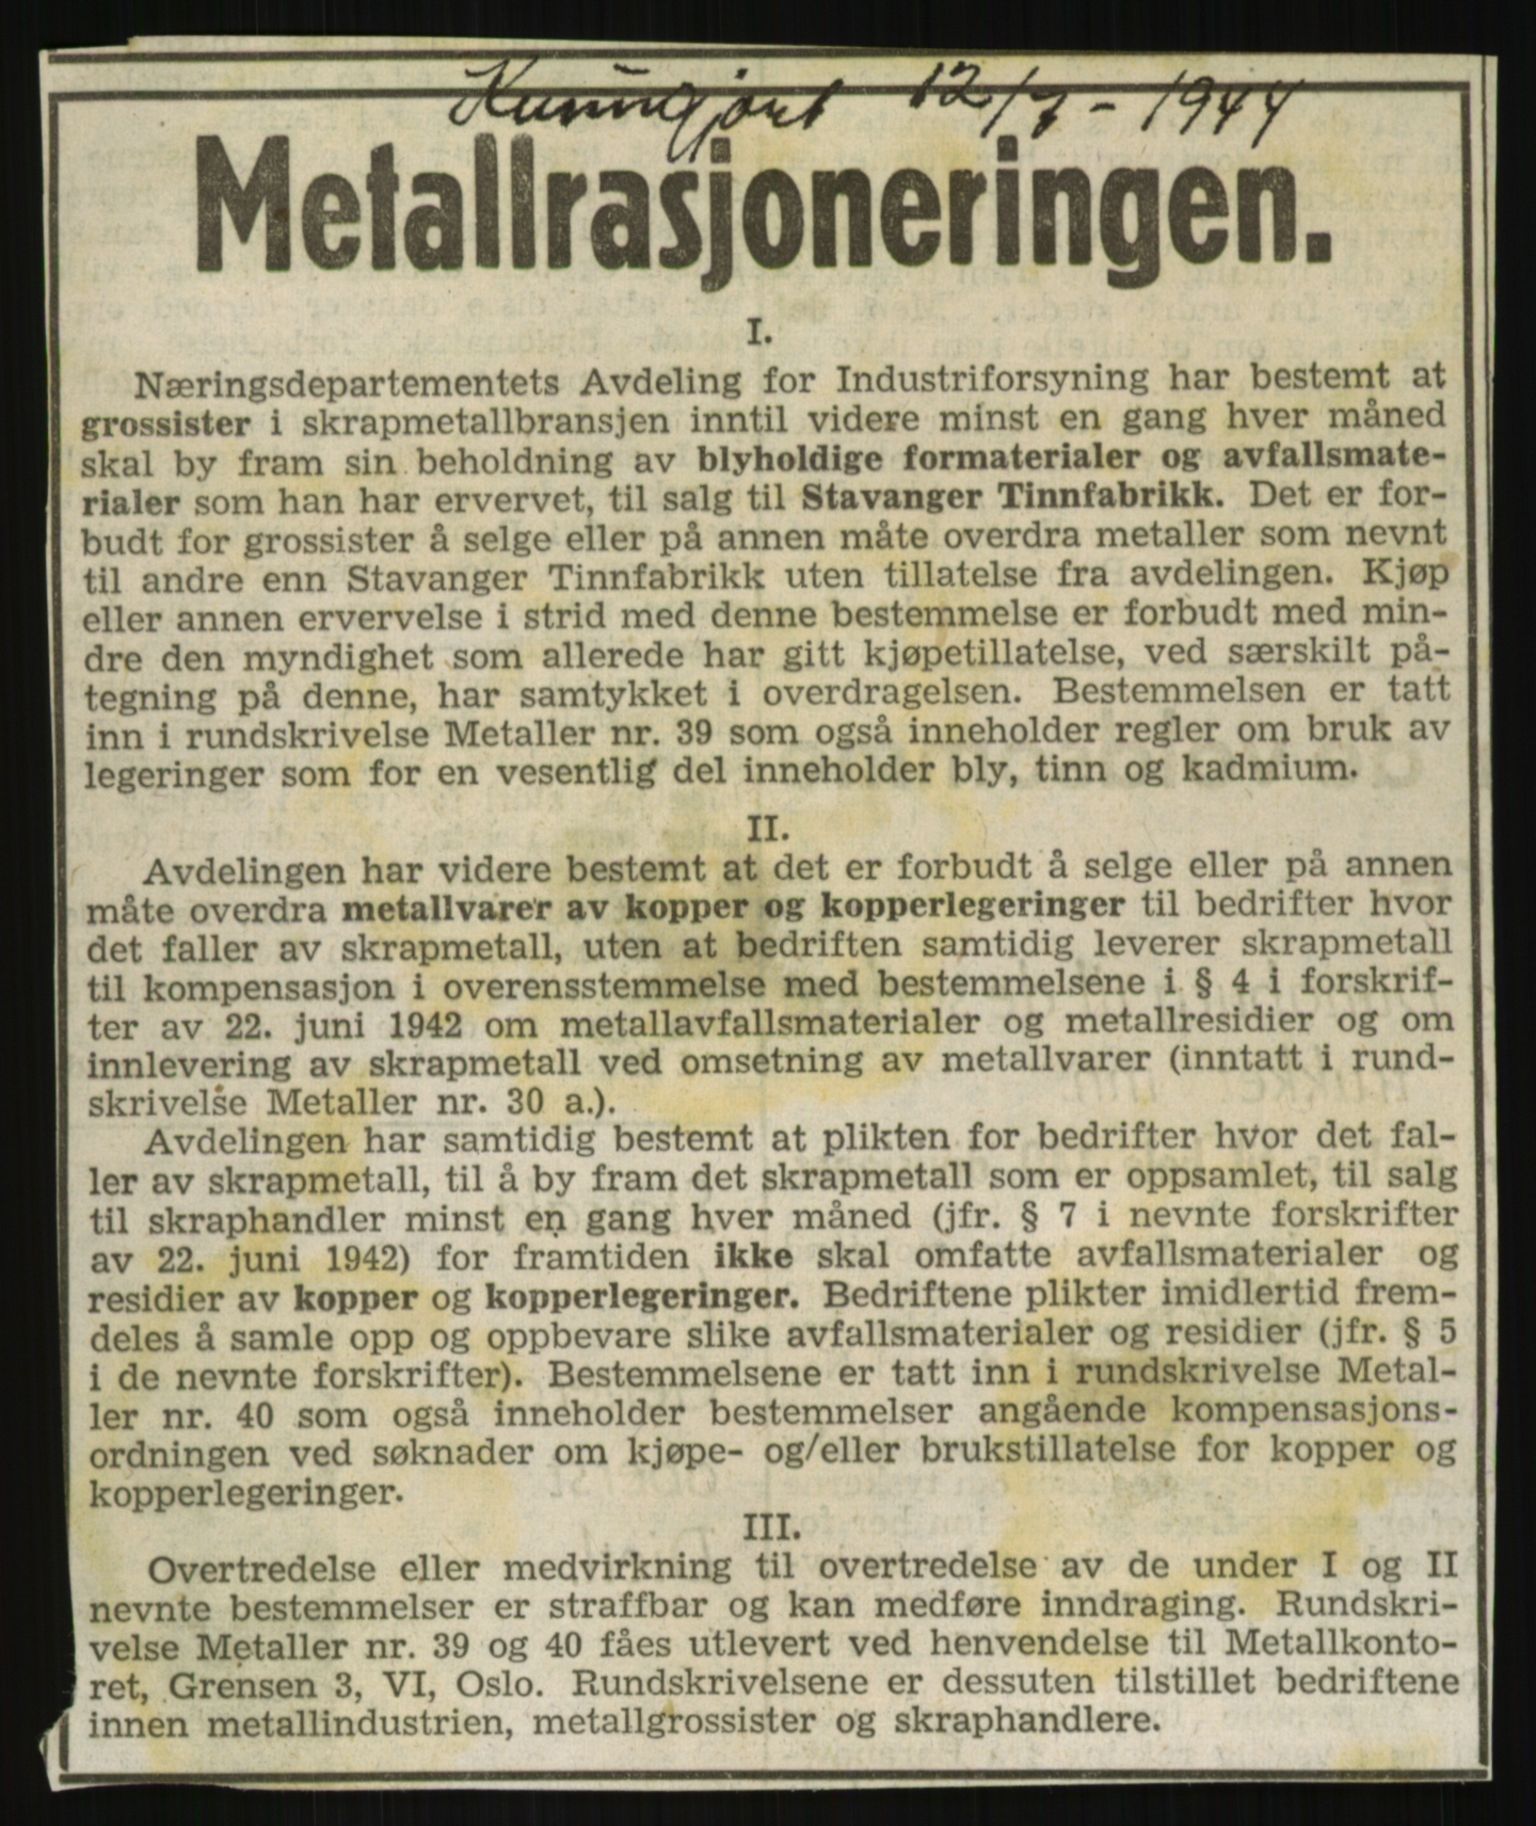 Kunngjort 12/7 - 1944
Metallrasjoneringen.
I.
Næringsdepartementets Avdeling for Industriforsyning har bestemt at
grossister i skrapmetallbransjen inntil videre minst en gang hver måned
skal by fram sin beholdning av blyholdige formaterialer og avfallsmate-
rialer som han har ervervet, til salg til Stavanger Tinnfabrikk. Det er for-
budt for grossister å selge eller på annen måte overdra metaller som nevnt
til andre enn Stavanger Tinnfabrikk uten tillatelse fra avdelingen. Kjøp
eller annen ervervelse i strid med denne bestemmelse er forbudt med min-
dre den myndighet som allerede har gitt kjøpetillatelse, ved særskilt på-
tegning på denne, har samtykket i overdragelsen. Bestemmelsen er tatt
inn i rundskrivelse Metaller nr. 39 som også inneholder regler om bruk av
legeringer som for en vesentlig del inneholder bly, tinn og kadmium.
II.
Avdelingen har videre bestemt at det er forbudt å selge eller på annen
måte overdra metallvarer av kopper og kopperlegeringer til bedrifter hvor
det faller av skrapmetall, uten at bedriften samtidig leverer skrapmetall
til kompensasjon i overensstemmelse med bestemmelsene i § 4 i forskrif-
ter av 22. juni 1942 om metallavfallsmaterialer og metallresidier og om
innlevering av skrapmetall ved omsetning av metallvarer (inntatt i rund-
skrivelse Metaller nr. 30 a.).
Avdelingen har samtidig bestemt at plikten for bedrifter hvor det fal-
ler av skrapmetall, til å by fram det skrapmetall som er oppsamlet, til salg
til skraphandler minst en gang hver måned (jfr. § 7 i nevnte forskrifter
av 22. juni 1942) for framtiden ikke skal omfatte avfallsmaterialer og
residier av kopper og kopperlegeringer. Bedriftene plikter imidlertid frem-
deles å samle opp og oppbevare slike avfallsmaterialer og residier (jfr. § 5
i de nevnte forskrifter). Bestemmelsene er tatt inn i rundskrivelse Metal-
ler nr. 40 som også inneholder bestemmelser angående kompensasjons-
ordningen ved søknader om kjøpe- og/eller brukstillatelse for kopper og
kopperlegeringer.
III.
Overtredelse eller medvirkning til overtredelse av de under I og II
nevnte bestemmelser er straffbar og kan medføre inndraging. Rundskri-
velse Metaller nr. 39 og 40 fåes utlevert ved henvendelse til Metallkonto-
ret, Grensen 3, VI, Oslo. Rundskrivelsene er dessuten tilstillet bedriftene
innen metallindustrien, metallgrossister og skraphandlere.